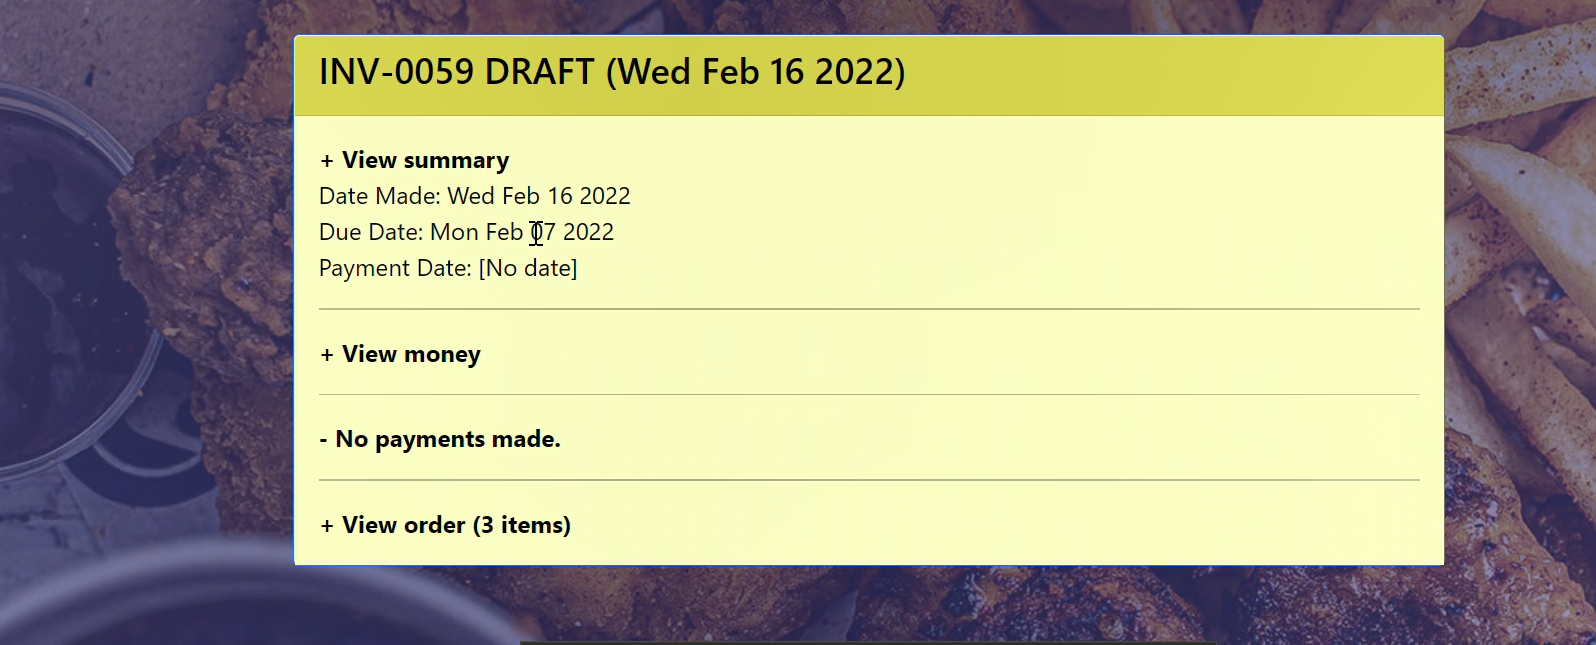 INV-0059 DRAFT (Wed Feb 16 2022)
+ View summary
Date Made: Wed Feb 16 2022
Due Date: Mon Feb 07 2022
Payment Date: [No date]
+ View money
- No payments made.
+ View order (3 items)